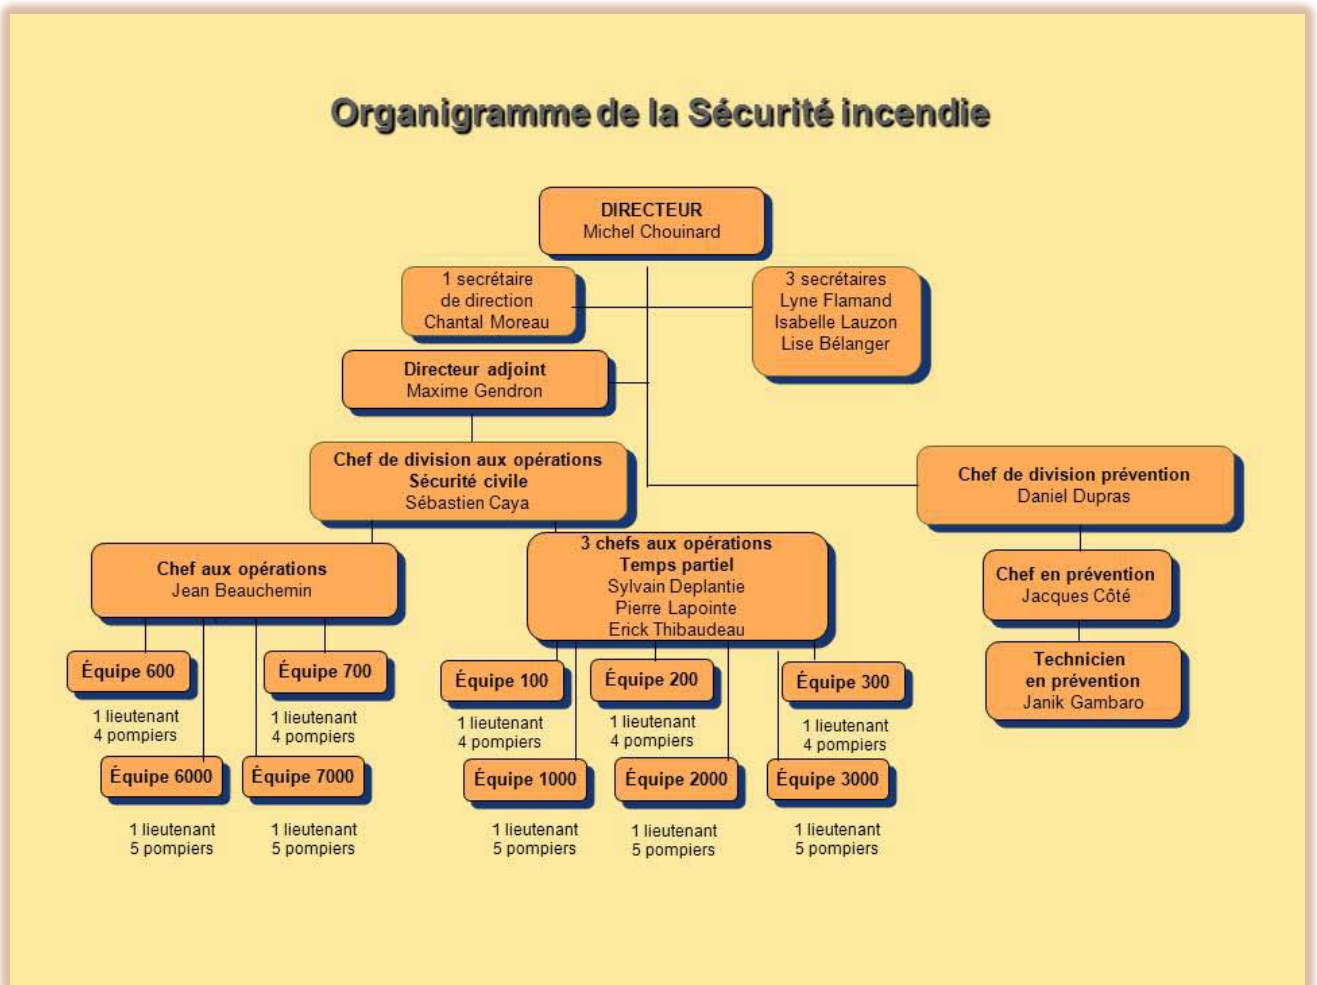 Organigramme de la Sécurité incendie
DIRECTEUR
Michel Chouinard
1 secrétaire
de direction
Chantal Moreau
3 secrétaires
Lyne Flamand
Isabelle Lauzon
Lise Bélanger
Directeur adjoint
Maxime Gendron
Chef de division aux opérations
Sécurité civile
Sébastien Caya
Chef de division prévention
Daniel Dupras
Chef aux opérations
Jean Beauchemin
3 chefs aux opérations
Temps partiel
Sylvain Deplantie
Pierre Lapointe
Erick Thibaudeau
Chef en prévention
Jacques Côté
Technicien
en prévention
Janik Gambaro
Équipe 600
1 lieutenant
4 pompiers
Équipe 700
1 lieutenant
4 pompiers
Équipe 100
1 lieutenant
4 pompiers
Équipe 200
1 lieutenant
4 pompiers
Équipe 300
1 lieutenant
4 pompiers
Équipe 6000
1 lieutenant
5 pompiers
Équipe 7000
1 lieutenant
5 pompiers
Équipe 1000
1 lieutenant
5 pompiers
Équipe 2000
1 lieutenant
5 pompiers
Équipe 3000
1 lieutenant
5 pompiers